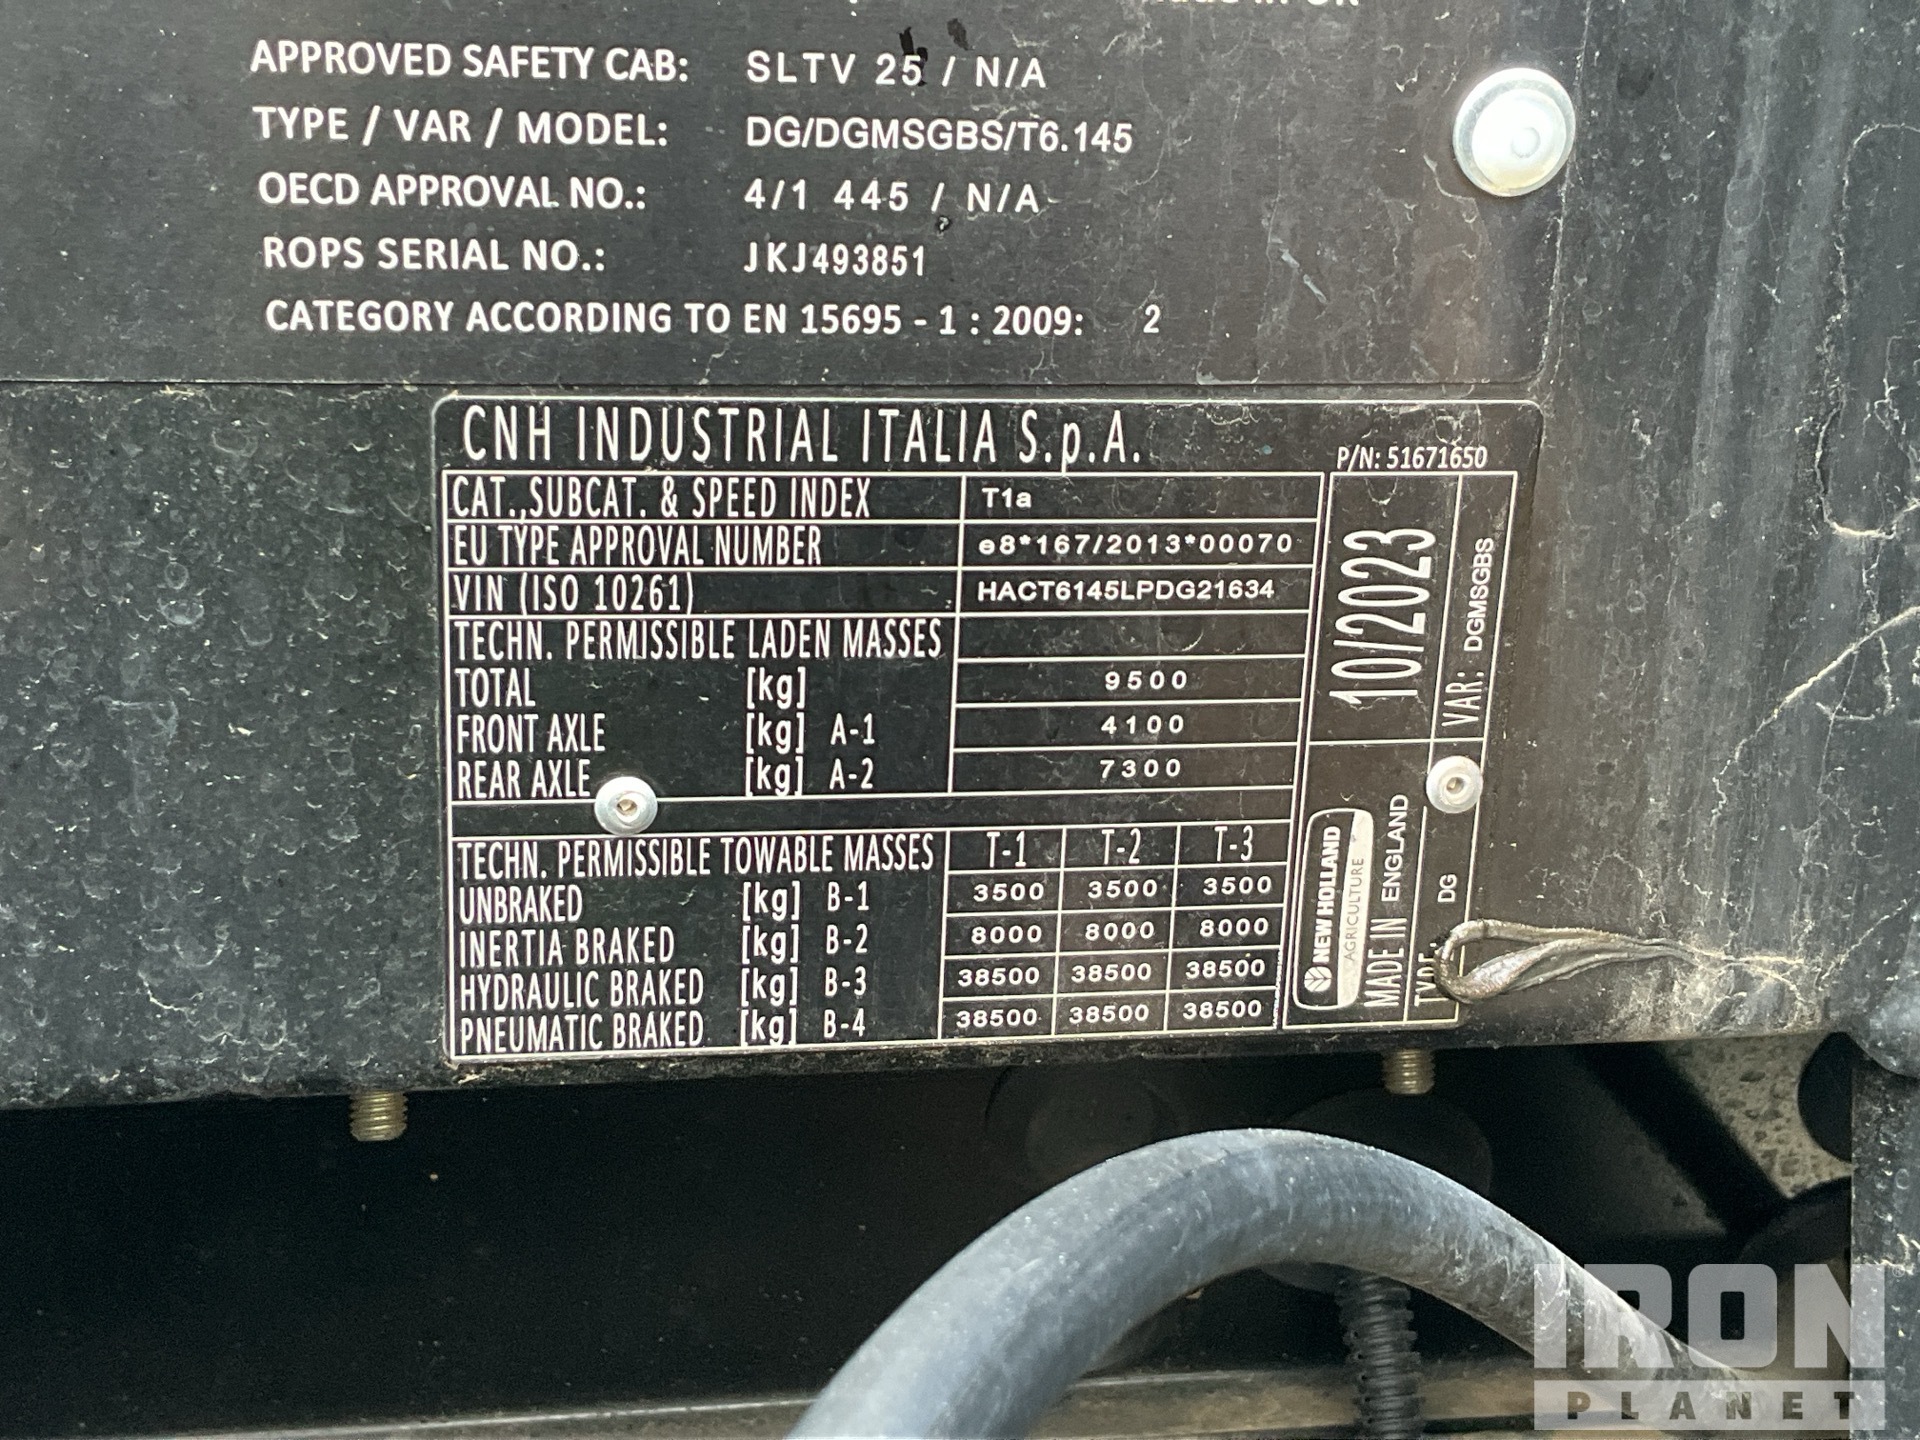 APPROVED SAFETY CAB: SLTV 25 / N/A
TYPE / VAR / MODEL: DG/DGMSGBS/T6.145
OECD APPROVAL NO.: 4/1 445 / N/A
ROPS SERIAL NO.: JKJ493851
CATEGORY ACCORDING TO EN 15695 - 1 : 2009: 2
CNH INDUSTRIAL ITALIA S.p.A.
P/N: 51671650
CAT.,SUBCAT. & SPEED INDEX T1a
EU TYPE APPROVAL NUMBER e8*167/2013*00070
VIN (ISO 10261) HACT6145LPDG21634
TECHN. PERMISSIBLE LADEN MASSES
TOTAL [kg] 9500
FRONT AXLE [kg] A-1 4100
REAR AXLE [kg] A-2 7300
TECHN. PERMISSIBLE TOWABLE MASSES T-1 T-2 T-3
UNBRAKED [kg] B-1 3500 3500 3500
INERTIA BRAKED [kg] B-2 8000 8000 8000
HYDRAULIC BRAKED [kg] B-3 38500 38500 38500
PNEUMATIC BRAKED [kg] B-4 38500 38500 38500
10/2023
VAR: DGMSGBS
NEW HOLLAND
AGRICULTURE
MADE IN ENGLAND
TYPE. DG
IRON
PLANET